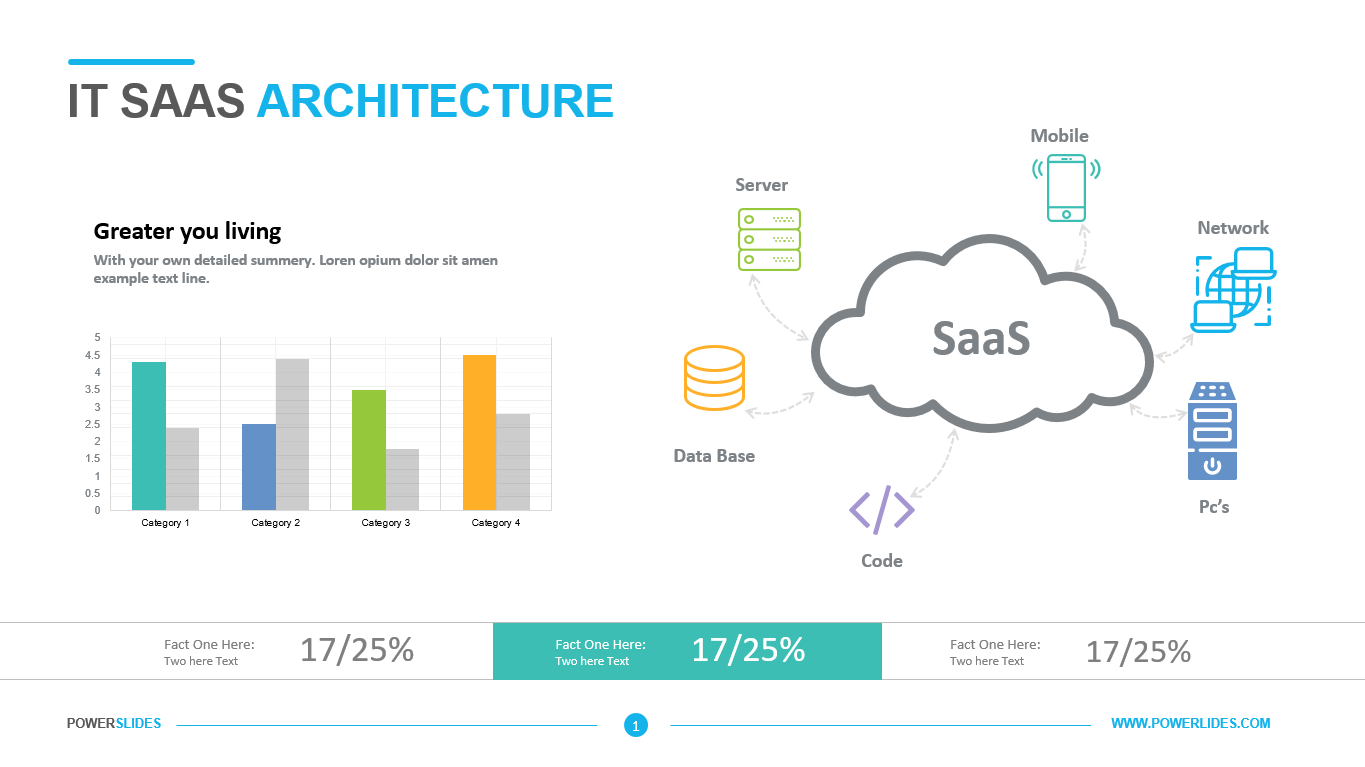 IT SAAS ARCHITECTURE
Greater you living
With your own detailed summery. Loren opium dolor sit amen
example text line.
5
4.5
4
3.5
3
2.5
2
1.5
1
0.5
0
Category 1
Category 2
Category 3
Category 4
Mobile
Server
Network
SaaS
Data Base
Pc’s
Code
Fact One Here:
Two here Text
17/25%
Fact One Here:
Two here Text
17/25%
Fact One Here:
Two here Text
17/25%
POWERSLIDES
1
WWW.POWERLIDES.COM